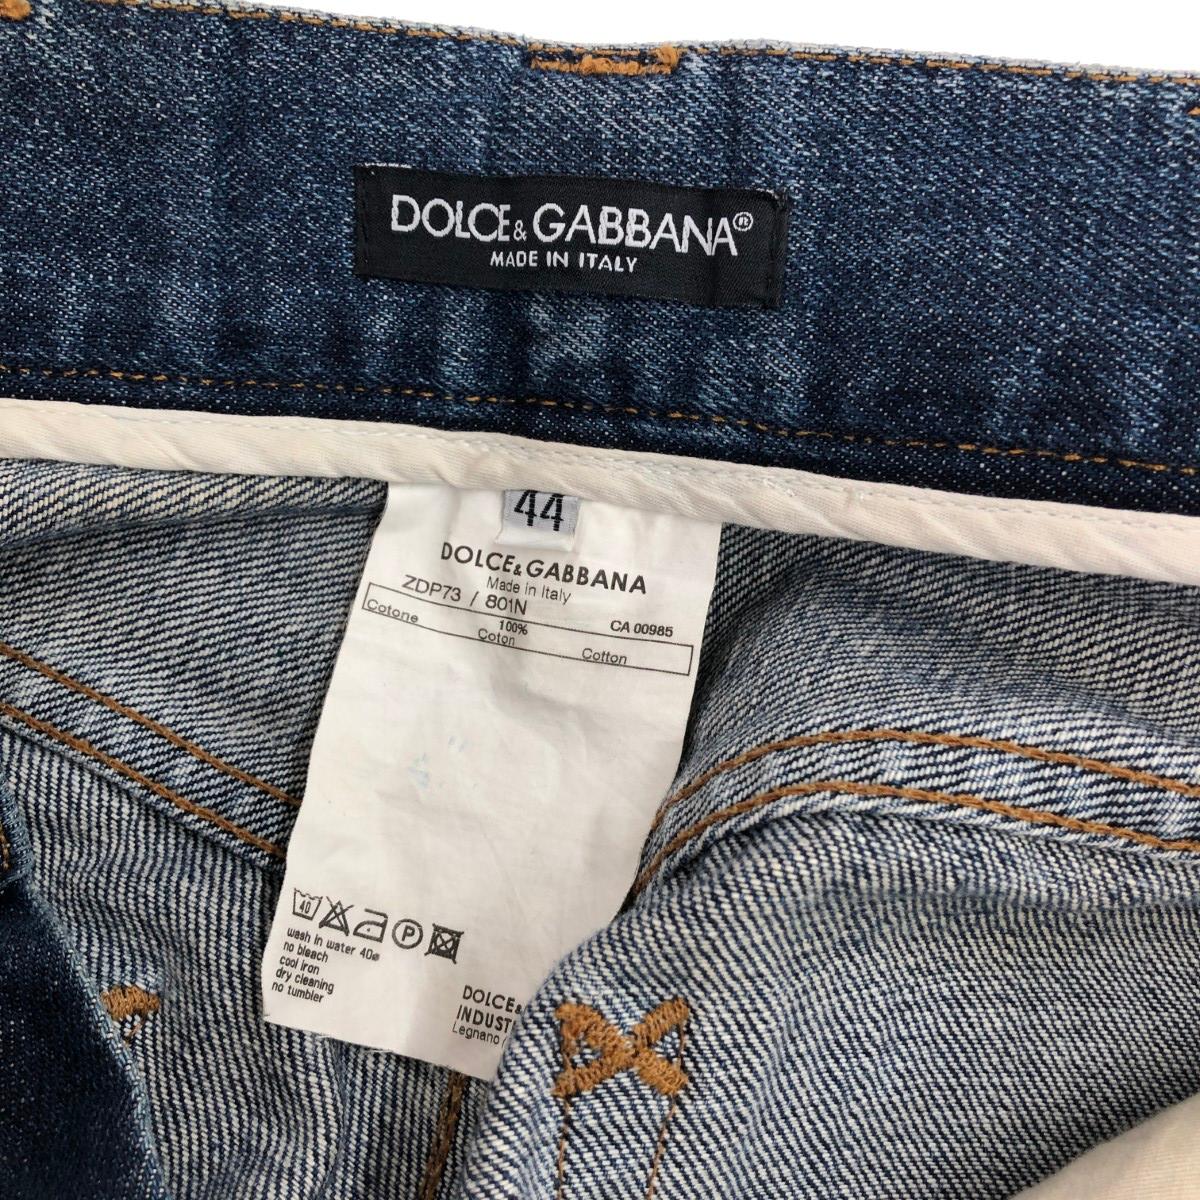 DOLCE&GABBANA®
MADE IN ITALY
44
DOLCE&GABBANA
Made in Italy
ZDP73 / 801N
CA 00985
100%
Cotone Coton Cotton
40 P
wash in water 40ø
no bleach
cool iron
dry cleaning
no tumbler
DOLCE&
INDUST
Legnano (